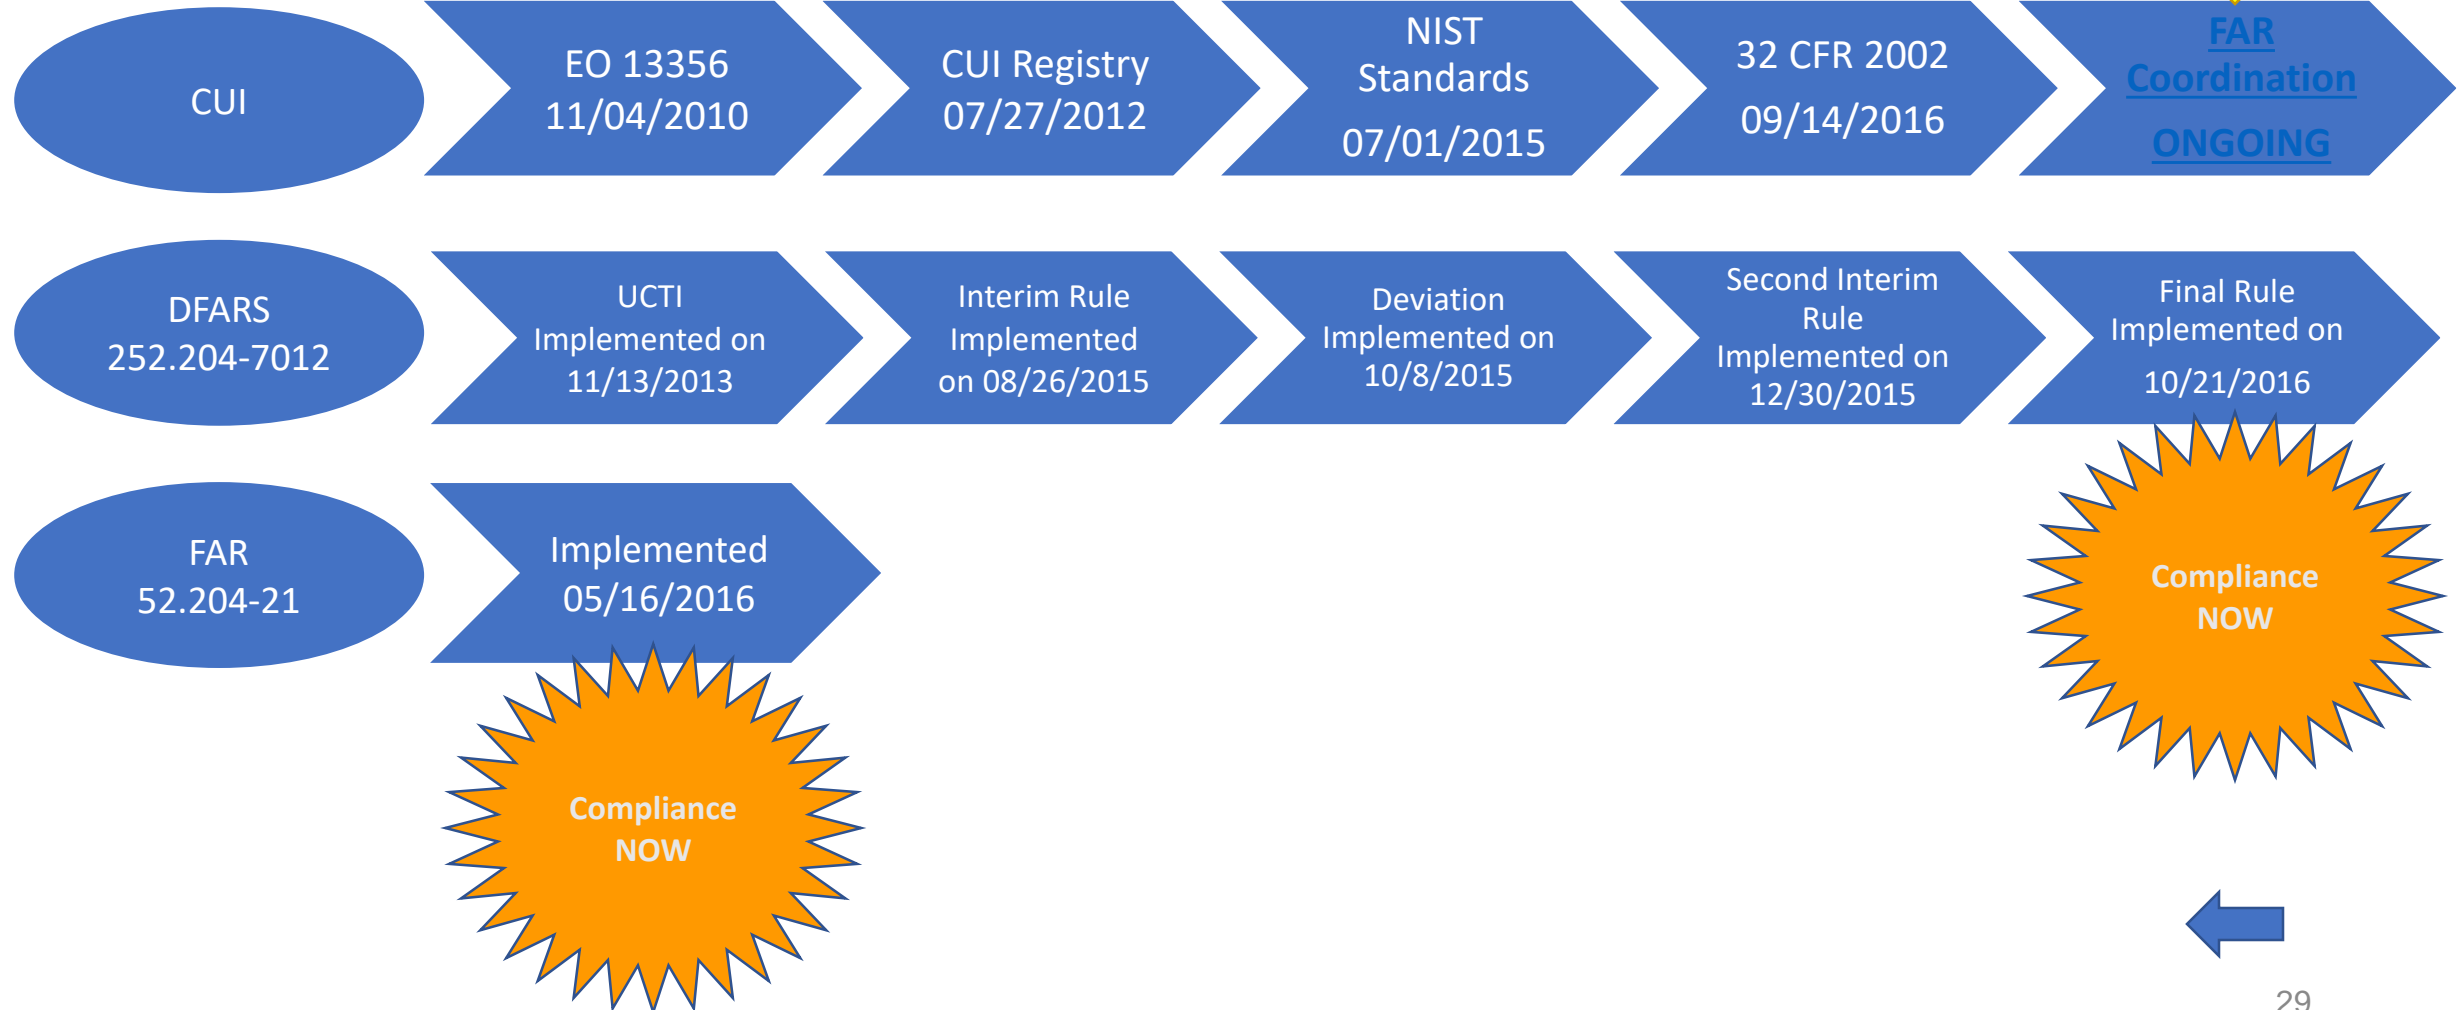 CUI
EO 13356
11/04/2010
CUI Registry
07/27/2012
NIST
Standards
07/01/2015
32 CFR 2002
09/14/2016
FAR
Coordination
ONGOING
DFARS
252.204-7012
UCTI
Implemented on
11/13/2013
Interim Rule
Implemented
on 08/26/2015
Deviation
Implemented on
10/8/2015
Second Interim
Rule
Implemented on
12/30/2015
Final Rule
Implemented on
10/21/2016
Compliance
NOW
FAR
52.204-21
Implemented
05/16/2016
Compliance
NOW
29